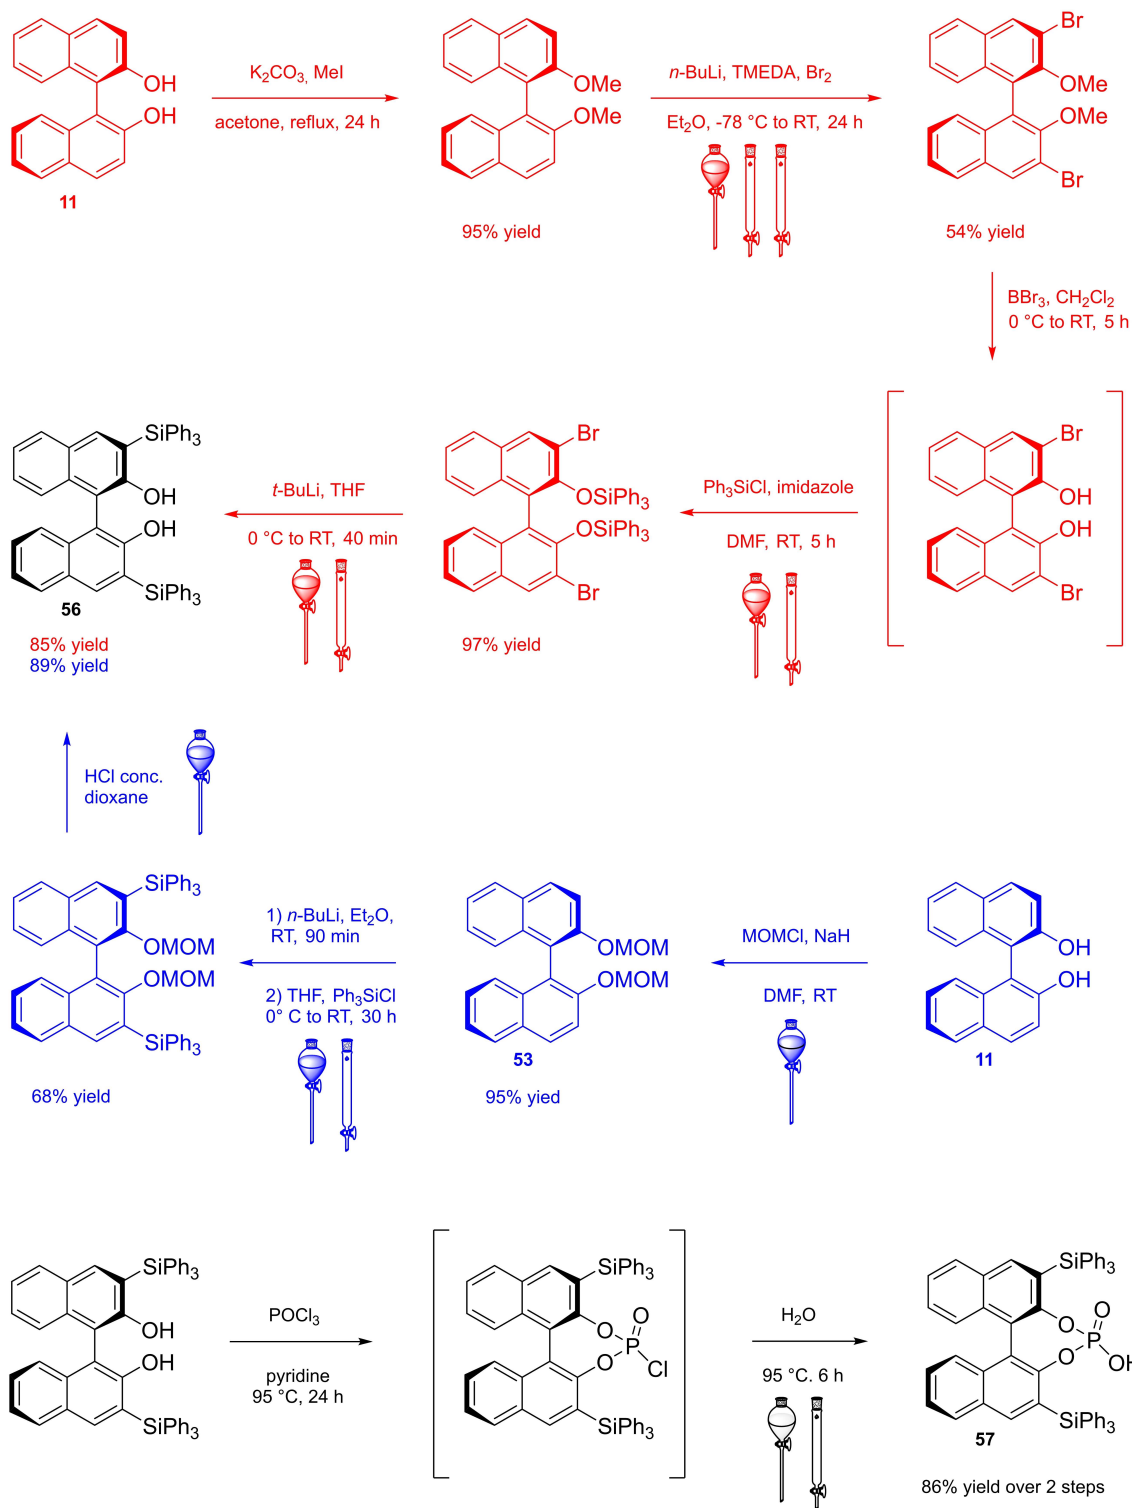 OH
OH
11
K2CO3, MeI
acetone, reflux, 24 h
OMe
OMe
95% yield
n-BuLi, TMEDA, Br2
Et2O, -78 °C to RT, 24 h
Br
OMe
OMe
Br
54% yield
BBr3, CH2Cl2
0 °C to RT, 5 h
Br
OH
OH
Br
Ph3SiCl, imidazole
DMF, RT, 5 h
Br
OSiPh3
OSiPh3
Br
97% yield
t-BuLi, THF
0 °C to RT, 40 min
SiPh3
OH
OH
SiPh3
56
85% yield
89% yield
HCl conc.
dioxane
SiPh3
OMOM
OMOM
SiPh3
68% yield
1) n-BuLi, Et2O,
RT, 90 min
2) THF, Ph3SiCl
0° C to RT, 30 h
OMOM
OMOM
53
95% yied
MOMCl, NaH
DMF, RT
OH
OH
11
SiPh3
OH
OH
SiPh3
POCl3
pyridine
95 °C, 24 h
SiPh3
O
O
P
O
Cl
SiPh3
H2O
95 °C. 6 h
SiPh3
O
O
P
O
OH
SiPh3
57
86% yield over 2 steps